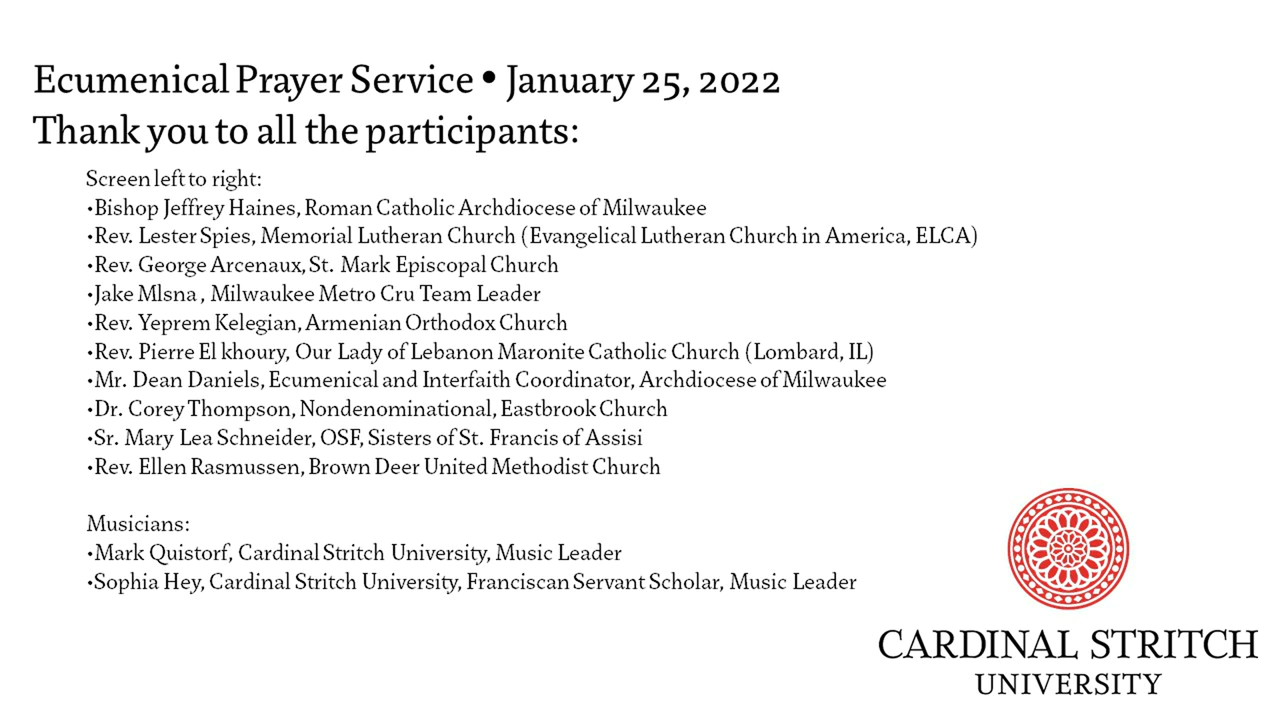 Ecumenical Prayer Service • January 25, 2022
Thank you to all the participants:
Screen left to right:
•Bishop Jeffrey Haines, Roman Catholic Archdiocese of Milwaukee
•Rev. Lester Spies, Memorial Lutheran Church (Evangelical Lutheran Church in America, ELCA)
•Rev. George Arcenaux, St. Mark Episcopal Church
•Jake Mlsna , Milwaukee Metro Cru Team Leader
•Rev. Yeprem Kelegian, Armenian Orthodox Church
•Rev. Pierre El khoury, Our Lady of Lebanon Maronite Catholic Church (Lombard, IL)
•Mr. Dean Daniels, Ecumenical and Interfaith Coordinator, Archdiocese of Milwaukee
•Dr. Corey Thompson, Nondenominational, Eastbrook Church
•Sr. Mary Lea Schneider, OSF, Sisters of St. Francis of Assisi
•Rev. Ellen Rasmussen, Brown Deer United Methodist Church
Musicians:
•Mark Quistorf, Cardinal Stritch University, Music Leader
•Sophia Hey, Cardinal Stritch University, Franciscan Servant Scholar, Music Leader
CARDINAL STRITCH
UNIVERSITY